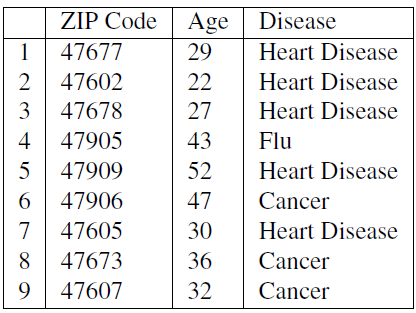 ZIP Code Age Disease
1 47677 29 Heart Disease
2 47602 22 Heart Disease
3 47678 27 Heart Disease
4 47905 43 Flu
5 47909 52 Heart Disease
6 47906 47 Cancer
7 47605 30 Heart Disease
8 47673 36 Cancer
9 47607 32 Cancer